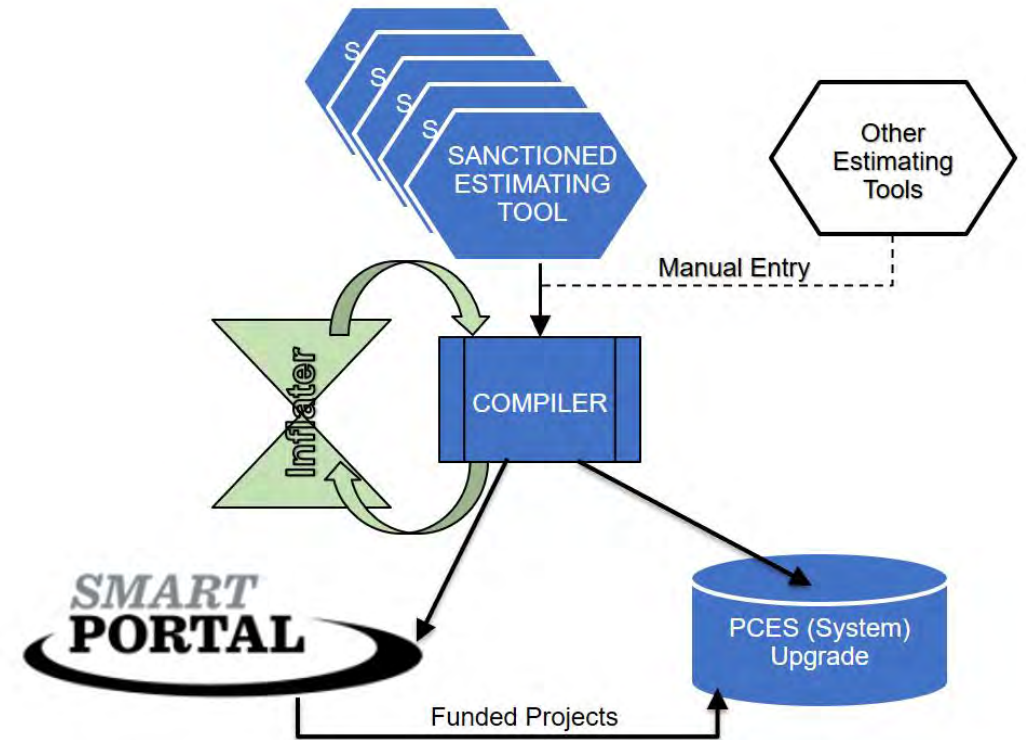 S
S
S
S
SANCTIONED
ESTIMATING
TOOL
Other
Estimating
Tools
Manual Entry
Inflater
COMPILER
SMART
PORTAL
PCES (System)
Upgrade
Funded Projects